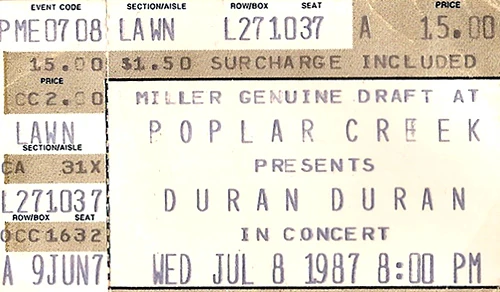 EVENT CODE SECTION/AISLE ROW/BOX SEAT PRICE
PME0708 LAWN L271037 A 15.00
15.00 $1.50 SURCHARGE INCLUDED
PRICE
CC2.00 MILLER GENUINE DRAFT AT
LAWN POPLAR CREEK
SECTION/AISLE
CA 31X PRESENTS
L271037 DURAN DURAN
ROW/BOX SEAT
OCC1632 IN CONCERT
A 9JUN7 WED JUL 8 1987 8:00 PM